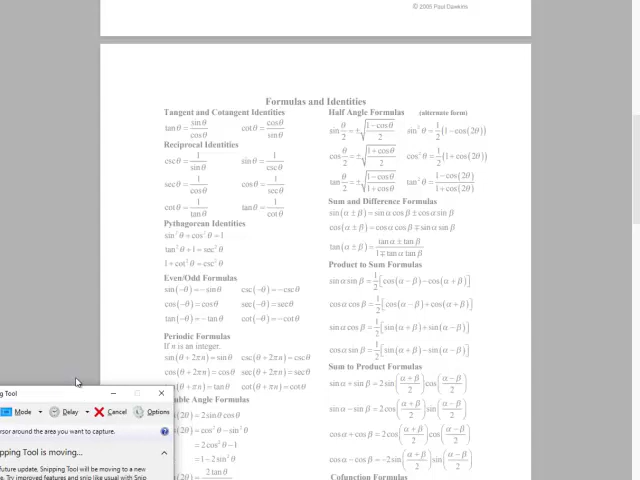 © 2005 Paul Dawkins
Formulas and Identities
Tangent and Cotangent Identities
tanθ = sinθ/cosθ cotθ = cosθ/sinθ
Reciprocal Identities
cscθ = 1/sinθ sinθ = 1/cscθ
secθ = 1/cosθ cosθ = 1/secθ
cotθ = 1/tanθ tanθ = 1/cotθ
Pythagorean Identities
sin²θ + cos²θ = 1
tan²θ + 1 = sec²θ
1 + cot²θ = csc²θ
Even/Odd Formulas
sin(−θ) = −sinθ csc(−θ) = −cscθ
cos(−θ) = cosθ sec(−θ) = secθ
tan(−θ) = −tanθ cot(−θ) = −cotθ
Periodic Formulas
If n is an integer.
sin(θ + 2πn) = sinθ csc(θ + 2πn) = cscθ
cos(θ + 2πn) = cosθ sec(θ + 2πn) = secθ
(θ + πn) = tanθ cot(θ + πn) = cotθ
uble Angle Formulas
(2θ) = 2sinθcosθ
(2θ) = cos²θ − sin²θ
= 2cos²θ − 1
= 1 − 2sin²θ
(2θ) = 2tanθ
Half Angle Formulas (alternate form)
sin θ/2 = ±√((1−cosθ)/2) sin²θ = 1/2(1−cos(2θ))
cos θ/2 = ±√((1+cosθ)/2) cos²θ = 1/2(1+cos(2θ))
tan θ/2 = ±√((1−cosθ)/(1+cosθ)) tan²θ = (1−cos(2θ))/(1+cos(2θ))
Sum and Difference Formulas
sin(α ± β) = sinα cosβ ± cosα sinβ
cos(α ± β) = cosα cosβ ∓ sinα sinβ
tan(α ± β) = (tanα ± tanβ)/(1 ∓ tanα tanβ)
Product to Sum Formulas
sinα sinβ = 1/2[cos(α − β) − cos(α + β)]
cosα cosβ = 1/2[cos(α − β) + cos(α + β)]
sinα cosβ = 1/2[sin(α + β) + sin(α − β)]
cosα sinβ = 1/2[sin(α + β) − sin(α − β)]
Sum to Product Formulas
sinα + sinβ = 2sin((α + β)/2)cos((α − β)/2)
sinα − sinβ = 2cos((α + β)/2)sin((α − β)/2)
cosα + cosβ = 2cos((α + β)/2)cos((α − β)/2)
cosα − cosβ = −2sin((α + β)/2)sin((α − β)/2)
Cofunction Formulas
ng Tool
Mode Delay Cancel Options
rsor around the area you want to capture.
pping Tool is moving...
future update, Snipping Tool will be moving to a new
e. Try improved features and snip like usual with Snip